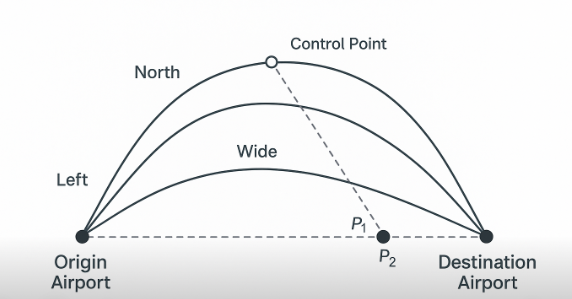 Control Point
North
Wide
Left
P₁
P₂
Origin
Airport
Destination
Airport